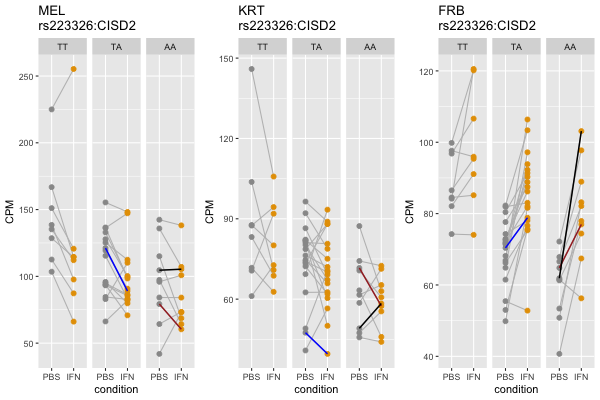 MEL
rs223326:CISD2
TT TA AA
250
200
150
100
50
CPM
PBS IFN PBS IFN PBS IFN
condition
KRT
rs223326:CISD2
TT TA AA
150
120
90
60
CPM
PBS IFN PBS IFN PBS IFN
condition
FRB
rs223326:CISD2
TT TA AA
120
100
80
60
40
CPM
PBS IFN PBS IFN PBS IFN
condition